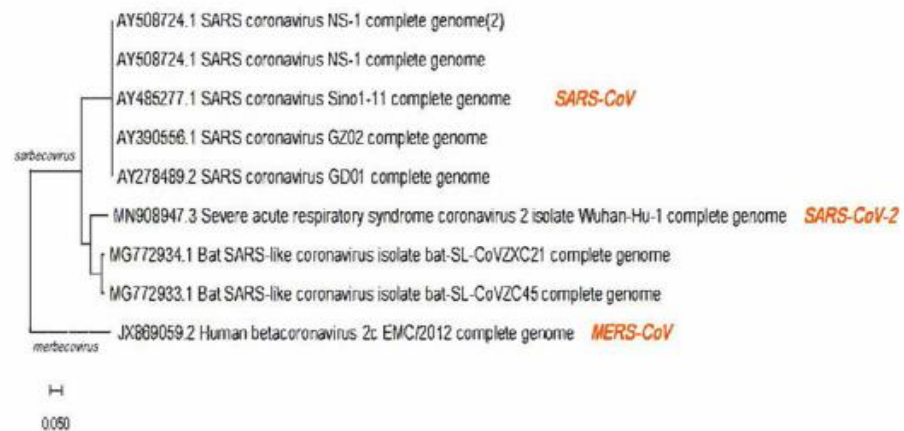 AY508724.1 SARS coronavirus NS-1 complete genome(2)
AY508724.1 SARS coronavirus NS-1 complete genome
AY485277.1 SARS coronavirus Sino1-11 complete genome SARS-CoV
AY390556.1 SARS coronavirus GZ02 complete genome
sarbecovirus
AY278489.2 SARS coronavirus GD01 complete genome
MN908947.3 Severe acute respiratory syndrome coronavirus 2 isolate Wuhan-Hu-1 complete genome SARS-CoV-2
MG772934.1 Bat SARS-like coronavirus isolate bat-SL-CoVZXC21 complete genome
MG772933.1 Bat SARS-like coronavirus isolate bat-SL-CoVZC45 complete genome
JX869059.2 Human betacoronavirus 2c EMC/2012 complete genome MERS-CoV
merbecovirus
0.050